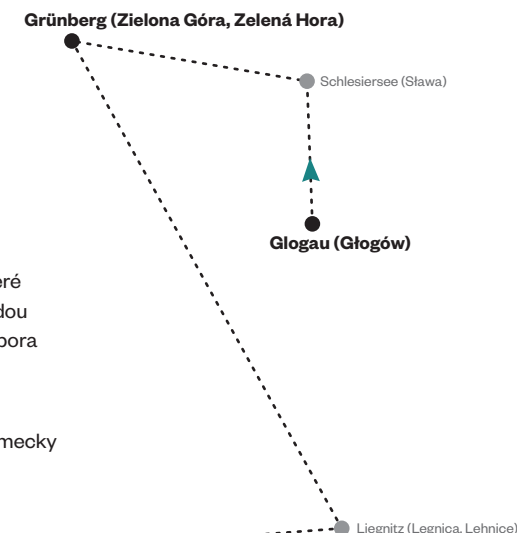 Grünberg (Zielona Góra, Zelená Hora)
Schlesiersee (Sława)
Glogau (Głogów)
Liegnitz (Legnica, Lehnice)